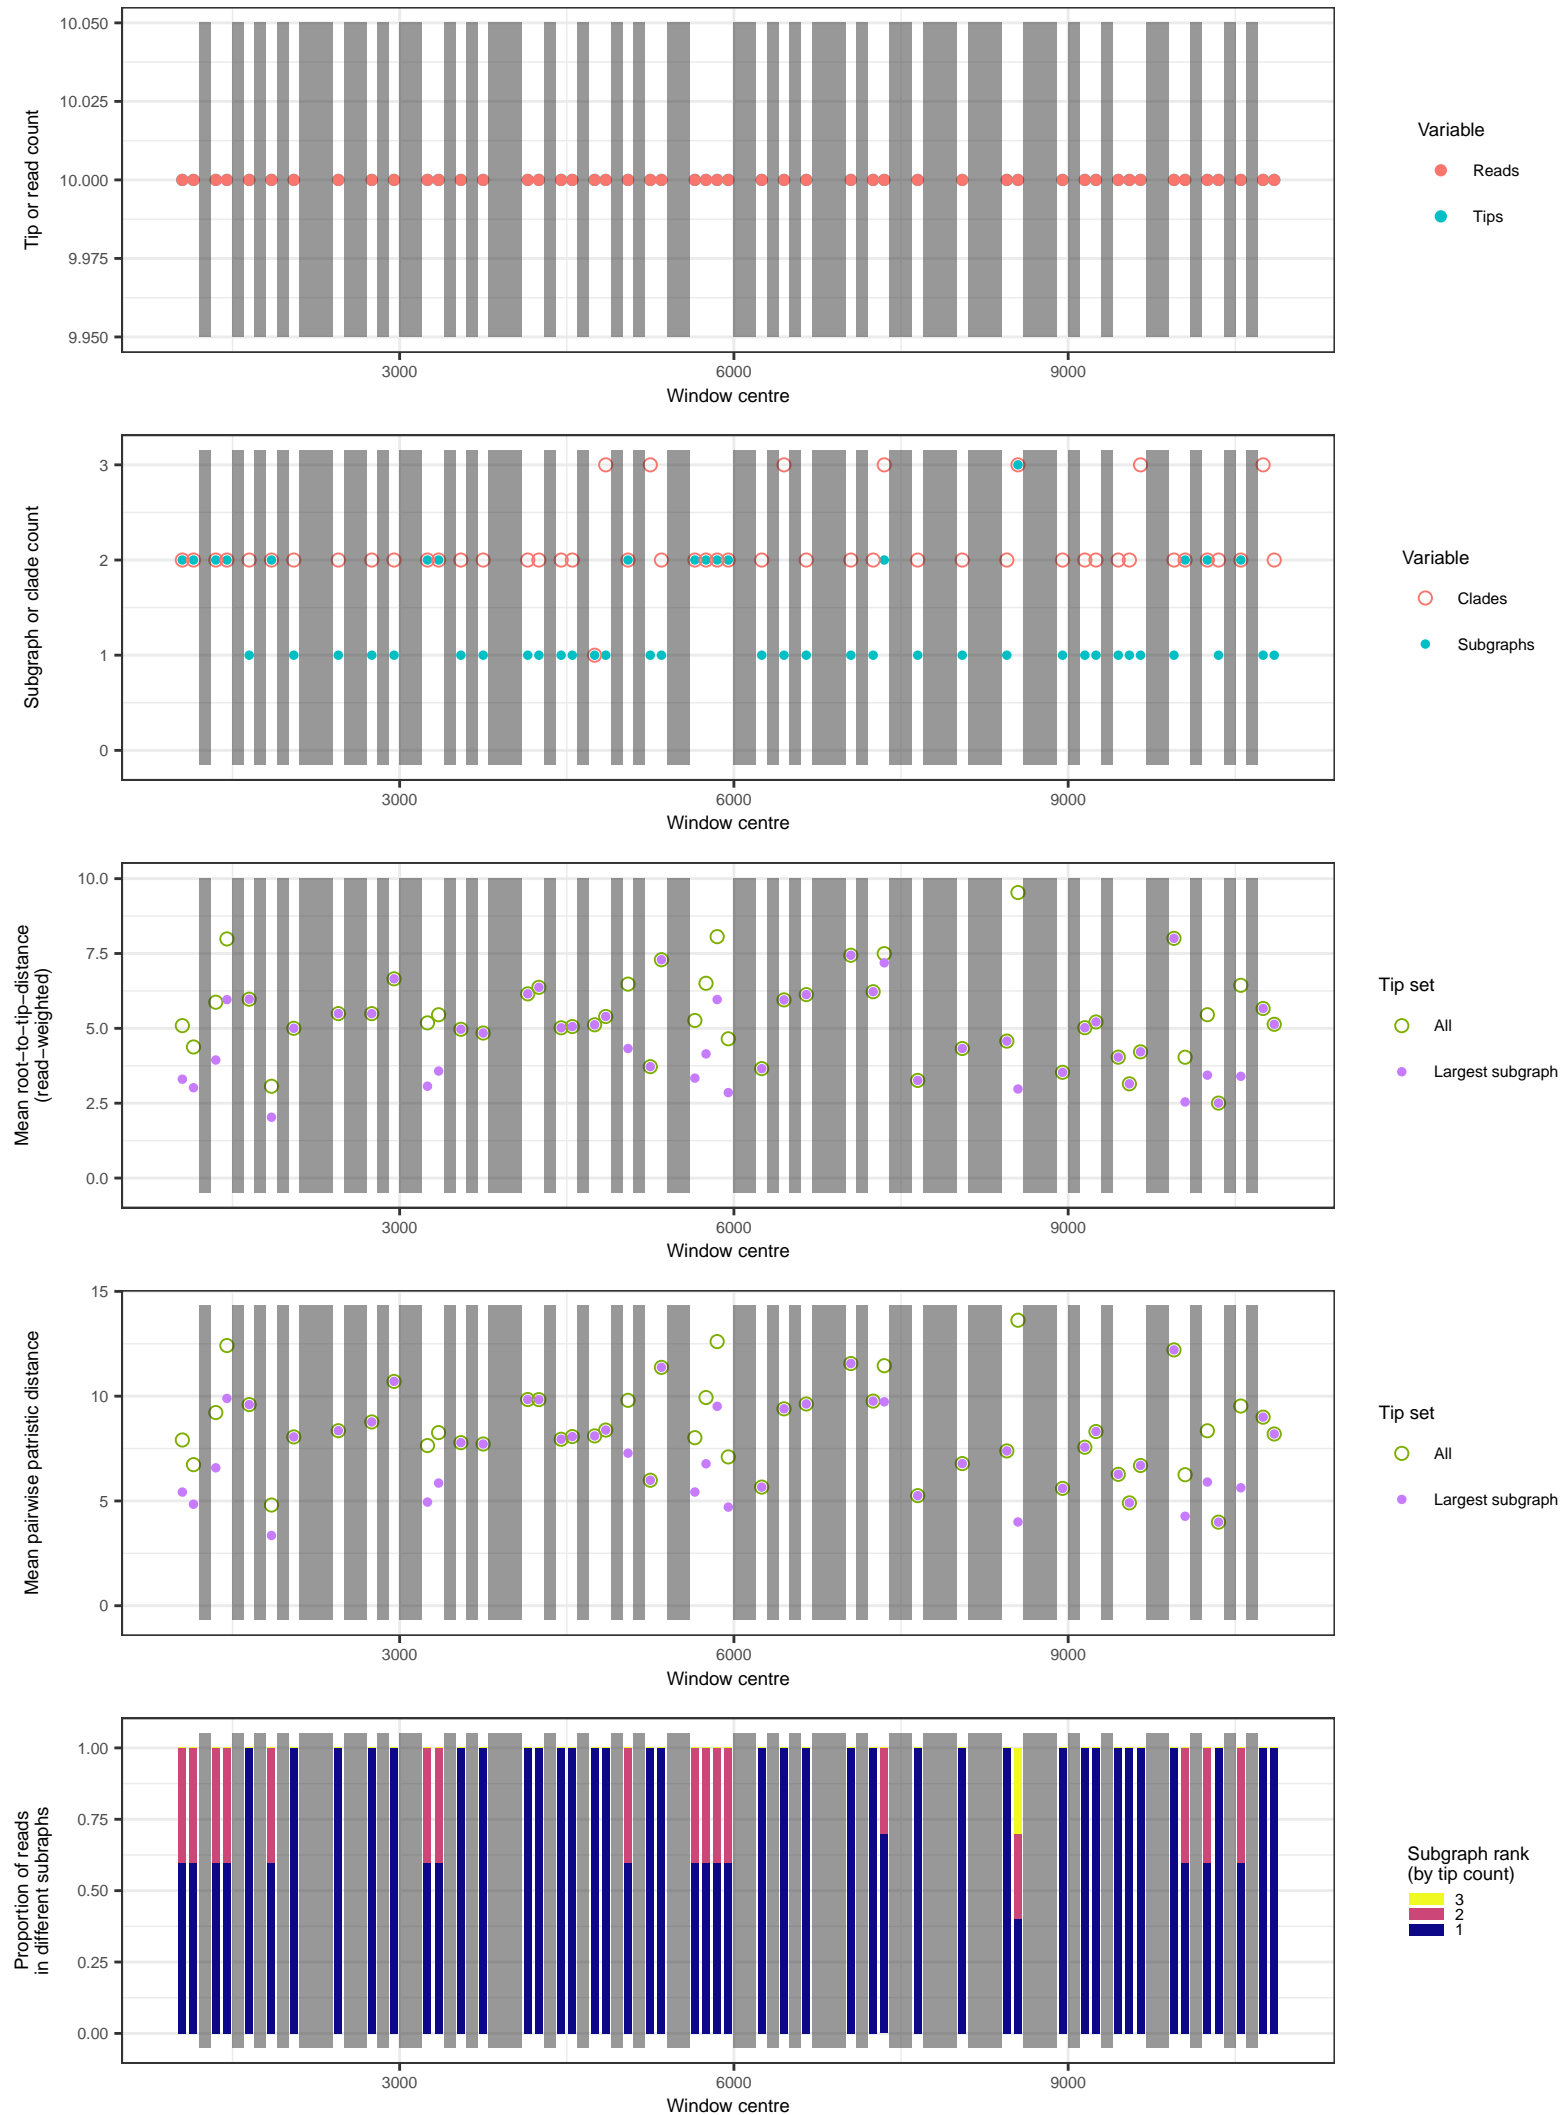 10.050
10.025
10.000
9.975
9.950
Tip or read count
3000
6000
9000
Window centre
Variable
Reads
Tips
3
2
1
0
Subgraph or clade count
3000
6000
9000
Window centre
Variable
Clades
Subgraphs
10.0
7.5
5.0
2.5
0.0
Mean root−to−tip−distance
(read−weighted)
3000
6000
9000
Window centre
Tip set
All
Largest subgraph
15
10
5
0
Mean pairwise patristic distance
3000
6000
9000
Window centre
Tip set
All
Largest subgraph
1.00
0.75
0.50
0.25
0.00
Proportion of reads
in different subraphs
3000
6000
9000
Window centre
Subgraph rank
(by tip count)
3
2
1